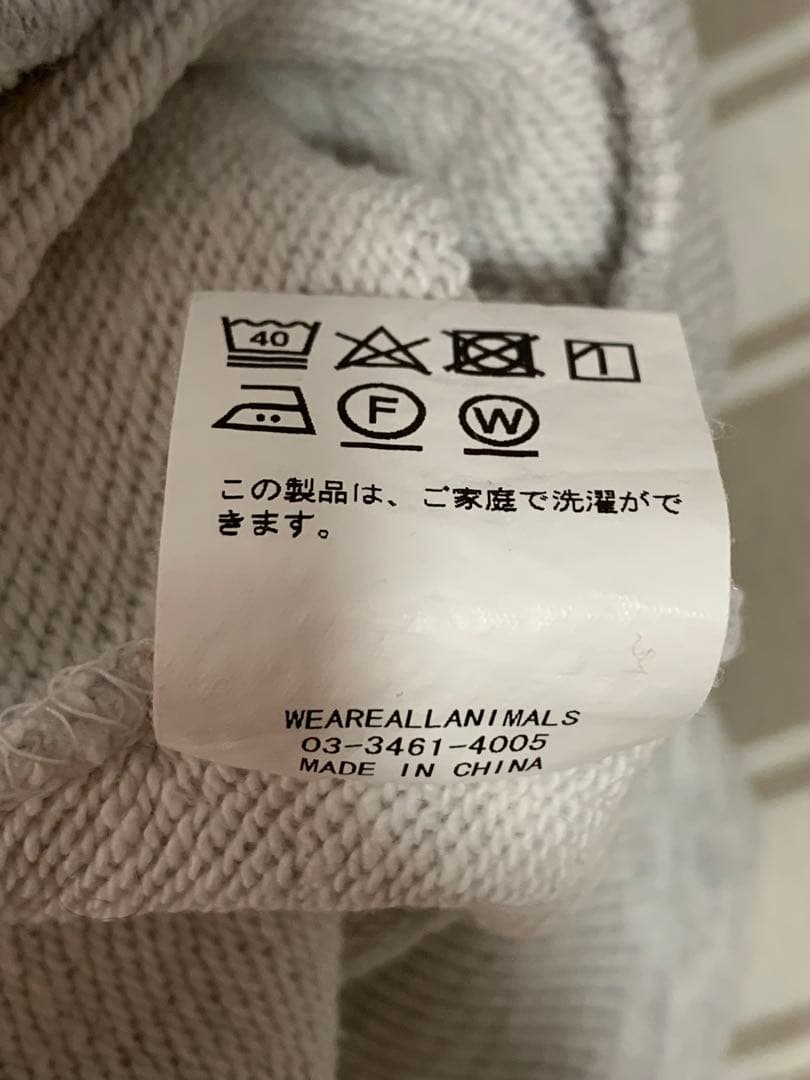 40
F W
この製品は、ご家庭で洗濯がで
きます。
WEAREALLANIMALS
03-3461-4005
MADE IN CHINA